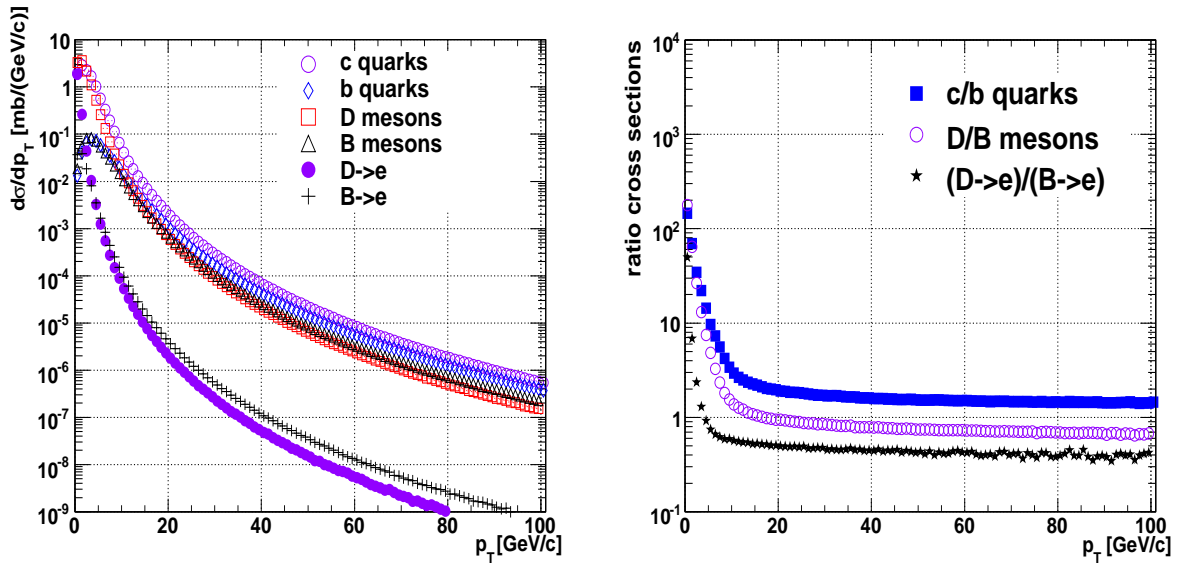 dσ/dp_T [mb/(GeV/c)]
10
1
10^-1
10^-2
10^-3
10^-4
10^-5
10^-6
10^-7
10^-8
10^-9
0 20 40 60 80 100
p_T [GeV/c]
c quarks
b quarks
D mesons
B mesons
D->e
B->e
ratio cross sections
10^4
10^3
10^2
10
1
10^-1
0 20 40 60 80 100
p_T [GeV/c]
c/b quarks
D/B mesons
(D->e)/(B->e)